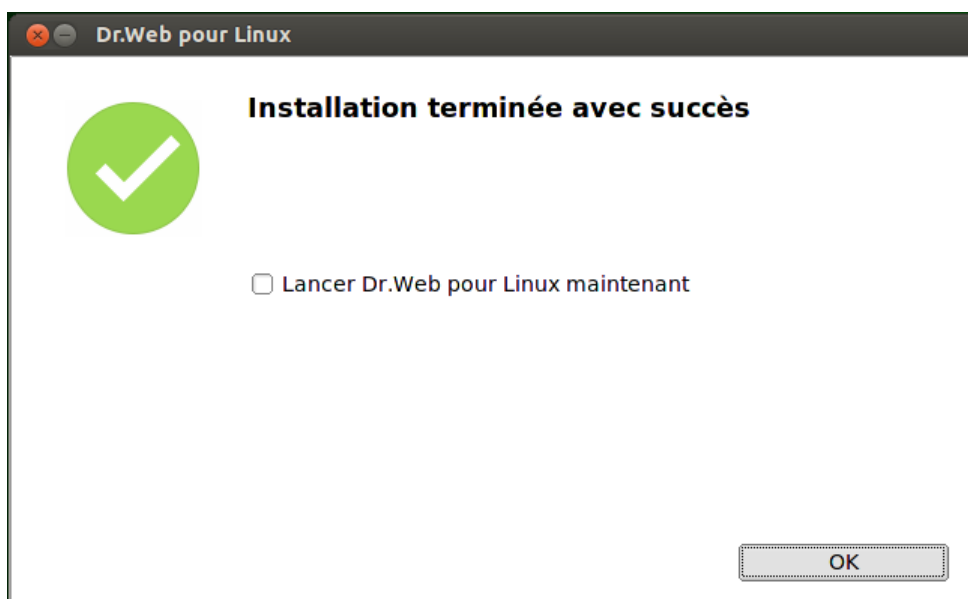 Dr.Web pour Linux
Installation terminée avec succès
Lancer Dr.Web pour Linux maintenant
OK